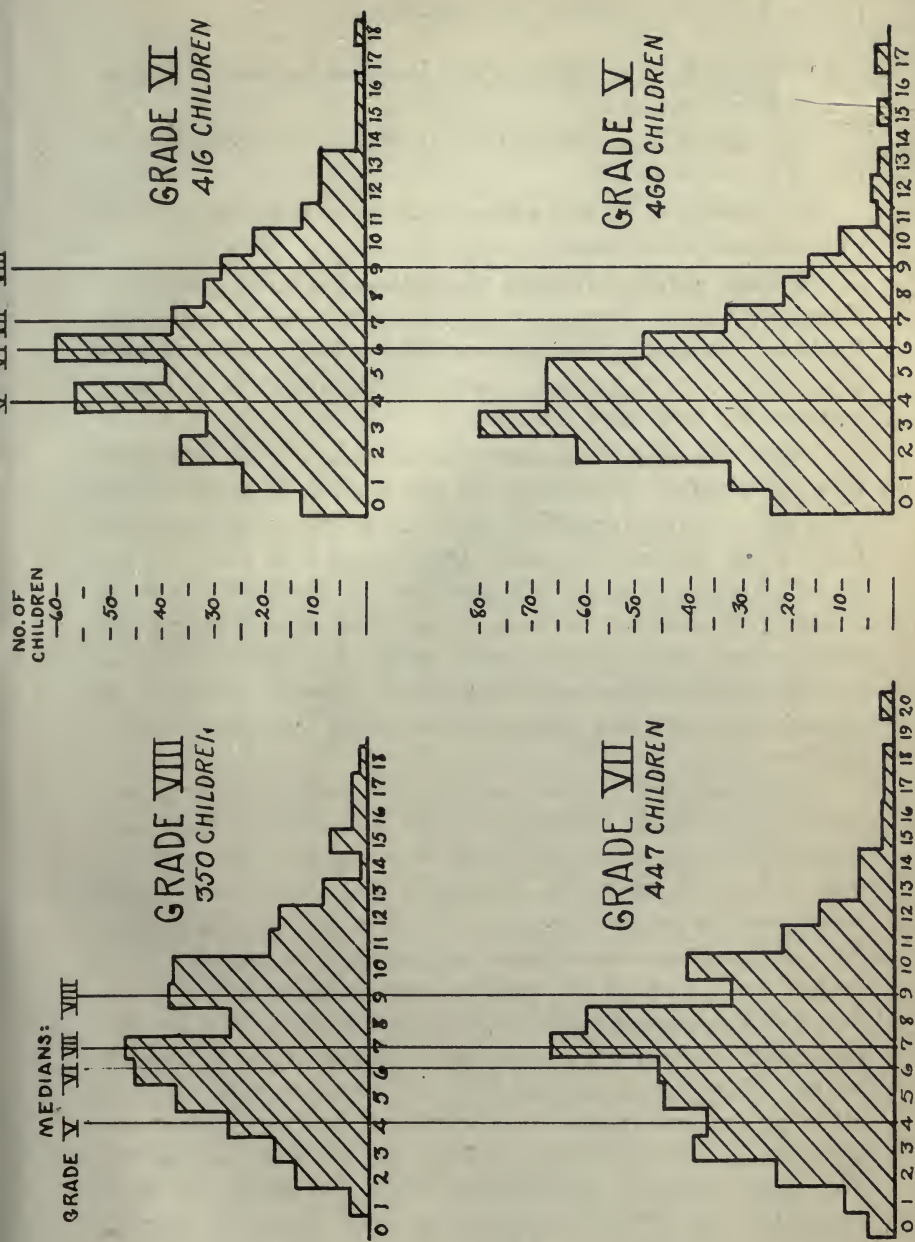 MEDIANS:
GRADE V VI VII VIII
V VI VII VIII
NO. OF
CHILDREN
-60-
-50-
-40-
-30-
-20-
-10-
GRADE VIII
350 CHILDREN
0 1 2 3 4 5 6 7 8 9 10 11 12 13 14 15 16 17 18
GRADE VI
416 CHILDREN
0 1 2 3 4 5 6 7 8 9 10 11 12 13 14 15 16 17 18
-80-
-70-
-60-
-50-
-40-
-30-
-20-
-10-
GRADE VII
447 CHILDREN
0 1 2 3 4 5 6 7 8 9 10 11 12 13 14 15 16 17 18 19 20
GRADE V
460 CHILDREN
0 1 2 3 4 5 6 7 8 9 10 11 12 13 14 15 16 17